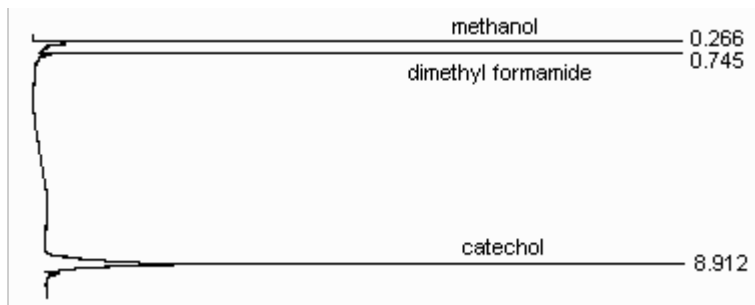 methanol
0.266
0.745
dimethyl formamide
catechol
8.912